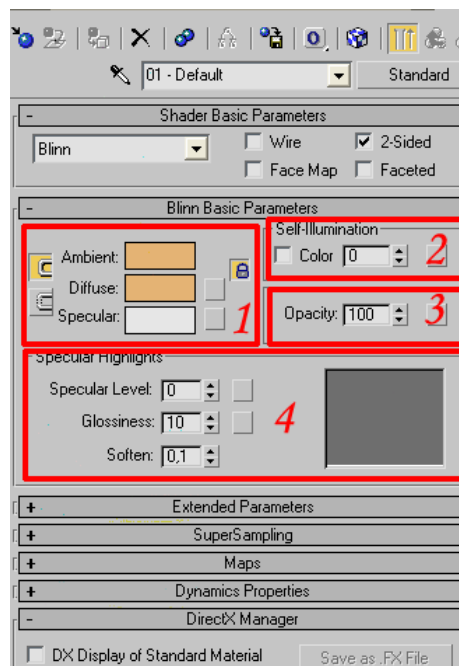 01 - Default Standard
- Shader Basic Parameters
Blinn Wire 2-Sided
Face Map Faceted
- Blinn Basic Parameters
Self-Illumination
Ambient: Color 0 2
Diffuse:
Specular: 1 Opacity: 100 3
Specular Highlights
Specular Level: 0
Glossiness: 10 4
Soften: 0,1
+ Extended Parameters
+ SuperSampling
+ Maps
+ Dynamics Properties
- DirectX Manager
DX Display of Standard Material Save as .FX File